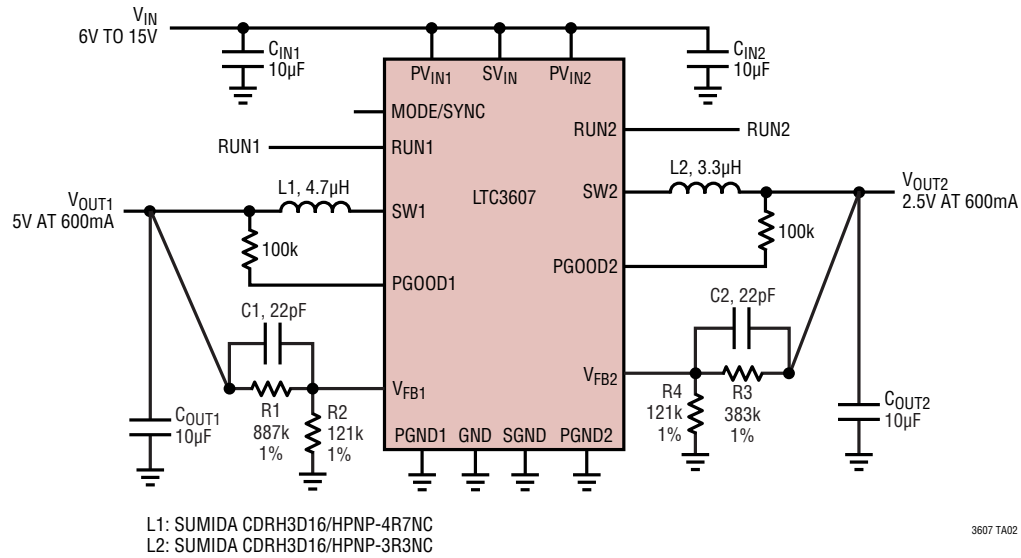 VIN
6V TO 15V
CIN1
10µF
CIN2
10µF
PVIN1
SVIN
PVIN2
MODE/SYNC
RUN2
RUN2
RUN1
RUN1
L1, 4.7µH
L2, 3.3µH
LTC3607
VOUT1
5V AT 600mA
SW1
SW2
VOUT2
2.5V AT 600mA
100k
100k
PGOOD1
PGOOD2
C1, 22pF
C2, 22pF
VFB1
VFB2
COUT1
10µF
R1
887k
1%
R2
121k
1%
R4
121k
1%
R3
383k
1%
COUT2
10µF
PGND1
GND
SGND
PGND2
L1: SUMIDA CDRH3D16/HPNP-4R7NC
L2: SUMIDA CDRH3D16/HPNP-3R3NC
3607 TA02